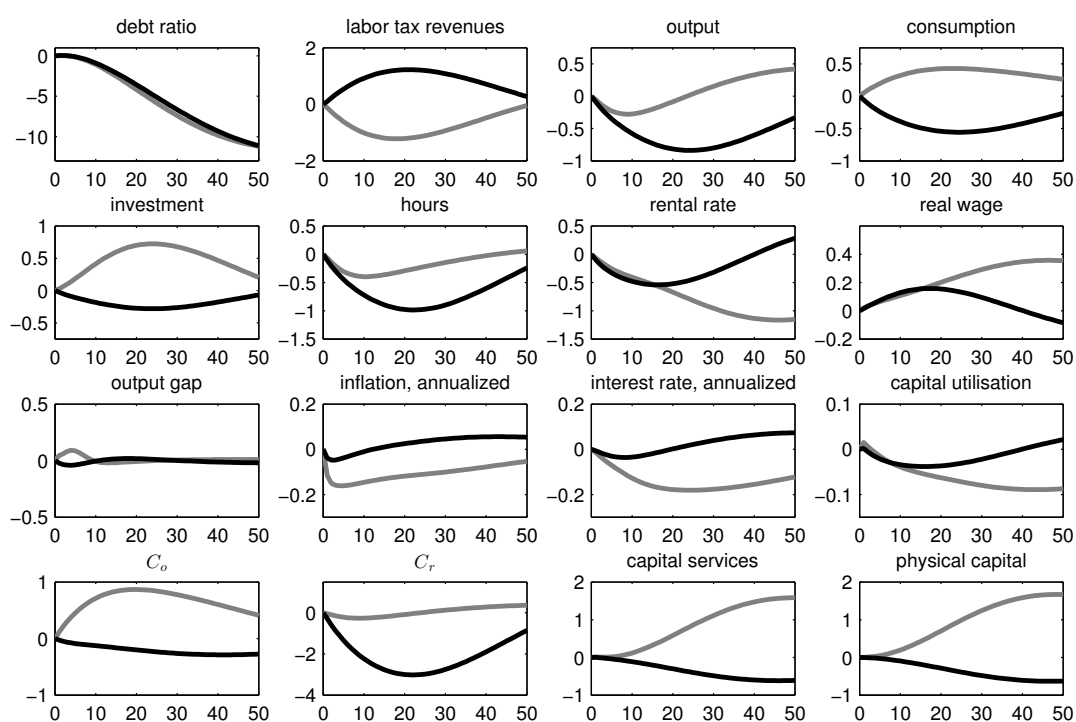 debt ratio labor tax revenues output consumption
0 2 0.5 0.5
−5 0 0 0
−10 −0.5 −0.5
−2 −1 −1
0 10 20 30 40 50 0 10 20 30 40 50 0 10 20 30 40 50 0 10 20 30 40 50
investment hours rental rate real wage
1 0.5 0.5
0.5 0 0 0.4
0 −0.5 −0.5 0.2
−0.5 −1 −1 0
−1.5 −1.5 −0.2
0 10 20 30 40 50 0 10 20 30 40 50 0 10 20 30 40 50 0 10 20 30 40 50
output gap inflation, annualized interest rate, annualized capital utilisation
0.5 0.2 0.2 0.1
0 0 0 0
−0.2 −0.2 −0.1
−0.5
0 10 20 30 40 50 0 10 20 30 40 50 0 10 20 30 40 50 0 10 20 30 40 50
C_o C_r capital services physical capital
1 2 2
0 0 1 1
−2 0 0
−1 −4 −1 −1
0 10 20 30 40 50 0 10 20 30 40 50 0 10 20 30 40 50 0 10 20 30 40 50